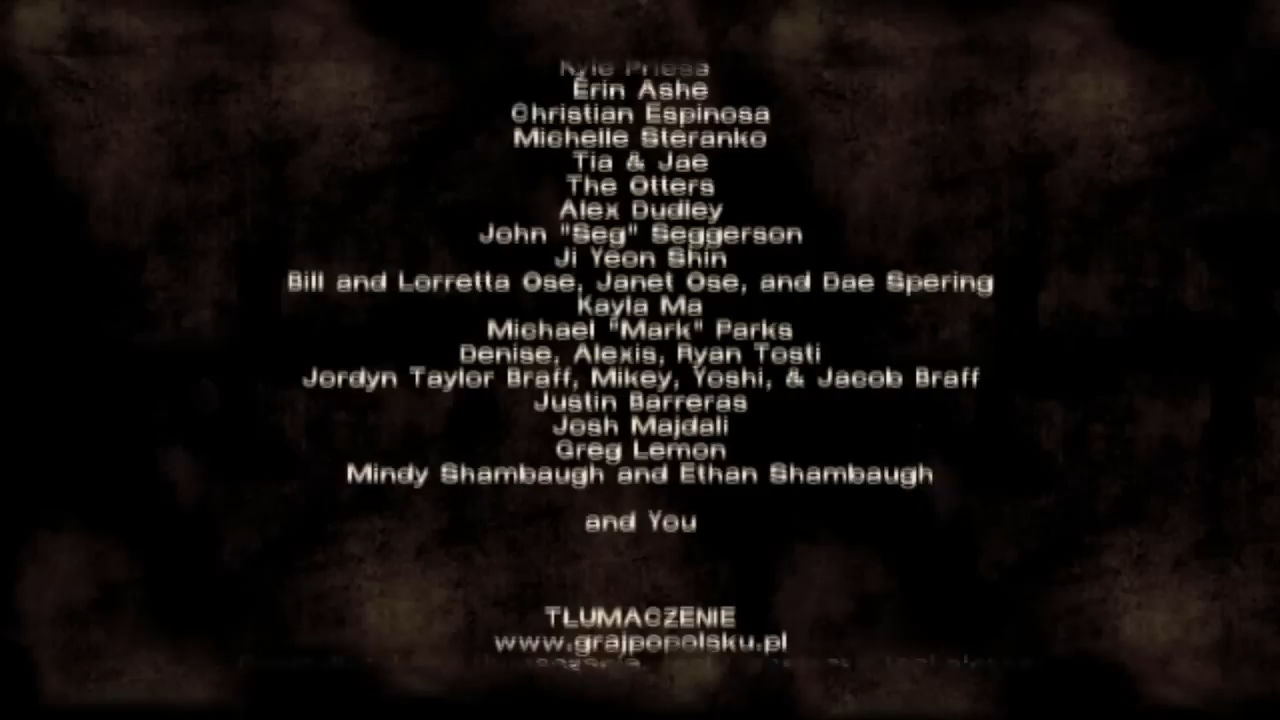 Kyle Priess
Erin Ashe
Christian Espinosa
Michelle Steranko
Tia & Jae
The Otters
Alex Dudley
John "Seg" Seggerson
Ji Yeon Shin
Bill and Lorretta Ose, Janet Ose, and Dae Spering
Kayla Ma
Michael "Mark" Parks
Denise, Alexis, Ryan Tosti
Jordyn Taylor Braff, Mikey, Yoshi, & Jacob Braff
Justin Barreras
Josh Majdali
Greg Lemon
Mindy Shambaugh and Ethan Shambaugh
and You
TŁUMACZENIE
www.grajpopolsku.pl